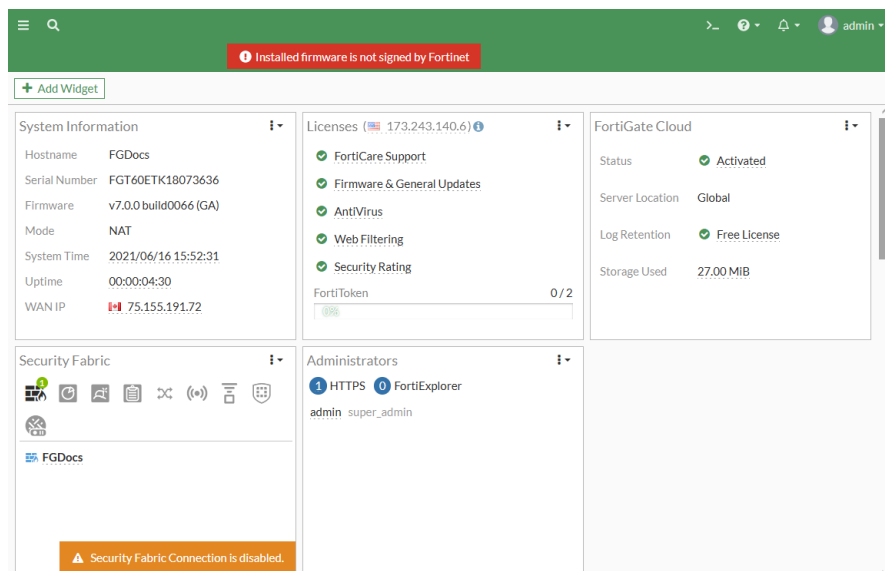 admin
Installed firmware is not signed by Fortinet
+ Add Widget
System Information
Hostname FGDocs
Serial Number FGT60ETK18073636
Firmware v7.0.0 build0066 (GA)
Mode NAT
System Time 2021/06/16 15:52:31
Uptime 00:00:04:30
WAN IP 75.155.191.72
Licenses (173.243.140.6)
FortiCare Support
Firmware & General Updates
AntiVirus
Web Filtering
Security Rating
FortiToken 0 / 2
0%
FortiGate Cloud
Status Activated
Server Location Global
Log Retention Free License
Storage Used 27.00 MiB
Security Fabric
1
FGDocs
Security Fabric Connection is disabled.
Administrators
1 HTTPS 0 FortiExplorer
admin super_admin